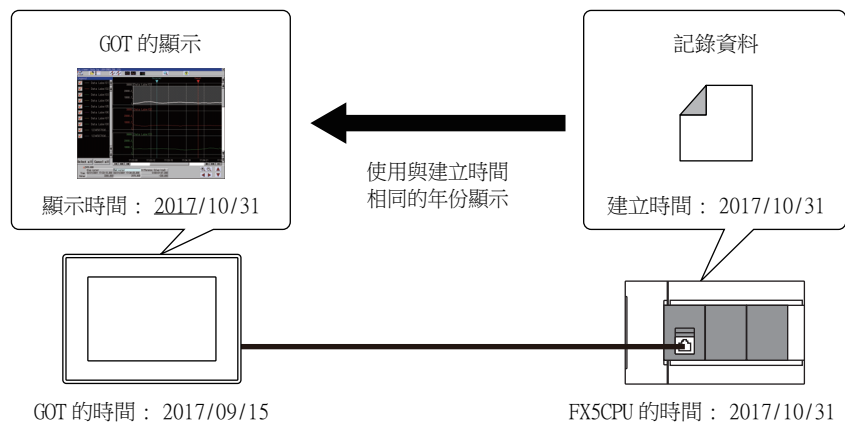 GOT 的顯示
記錄資料
使用與建立時間
相同的年份顯示
顯示時間： 2017/10/31
建立時間： 2017/10/31
GOT 的時間： 2017/09/15
FX5CPU 的時間： 2017/10/31